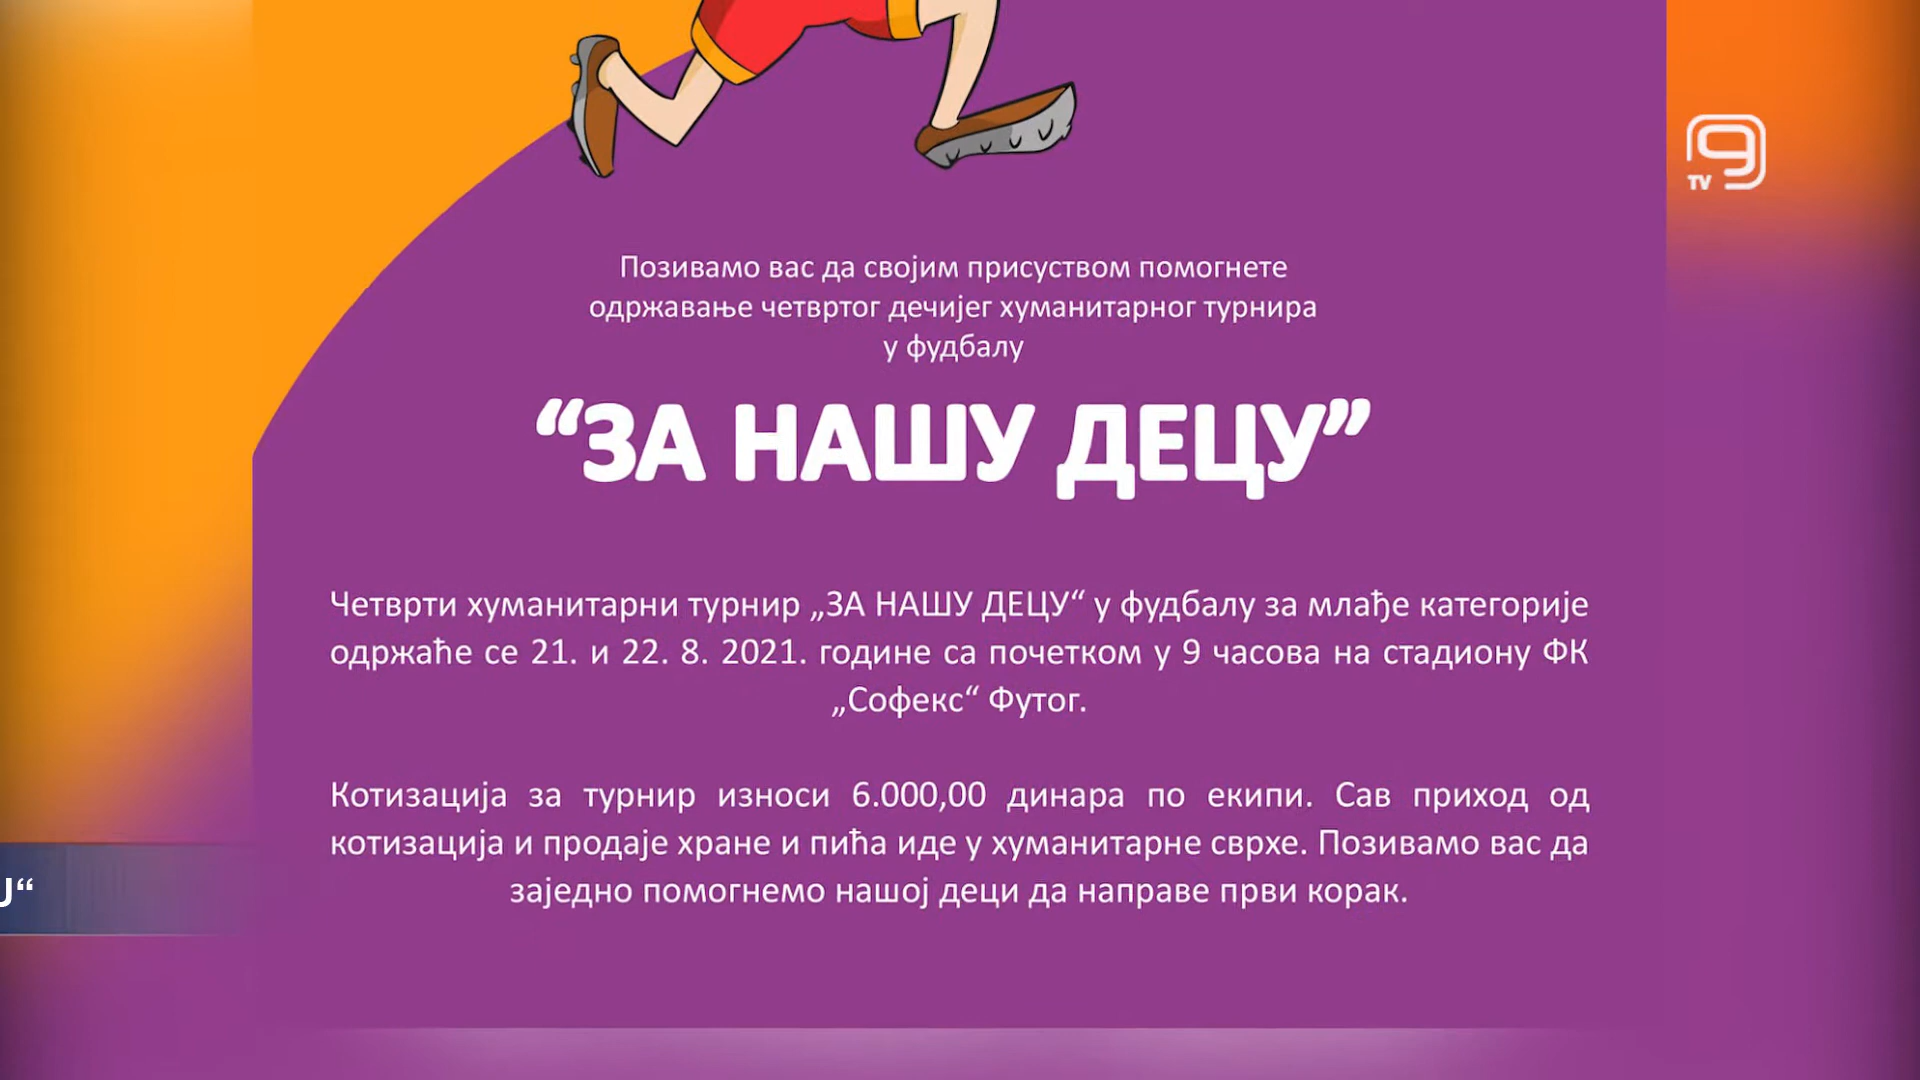 9
TV
Позивамо вас да својим присуством помогнете
одржавање четвртог дечијег хуманитарног турнира
у фудбалу
“ЗА НАШУ ДЕЦУ”
Четврти хуманитарни турнир „ЗА НАШУ ДЕЦУ“ у фудбалу за млађе категорије
одржаће се 21. и 22. 8. 2021. године са почетком у 9 часова на стадиону ФК
„Софекс“ Футог.
Котизација за турнир износи 6.000,00 динара по екипи. Сав приход од
котизација и продаје хране и пића иде у хуманитарне сврхе. Позивамо вас да
заједно помогнемо нашој деци да направе први корак.